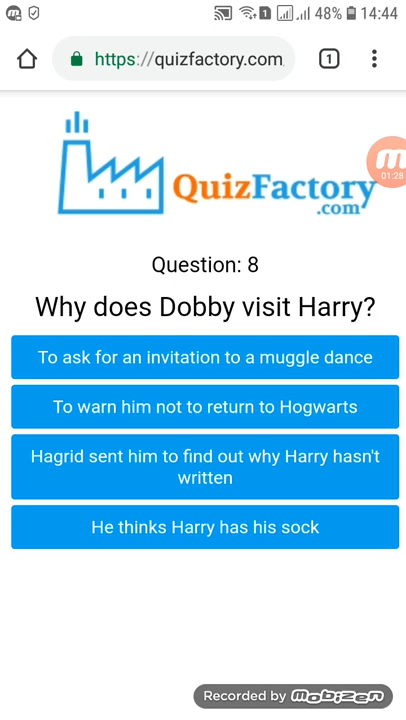 1
48%
14:44
https://quizfactory.com
1
QuizFactory
.com
01:28
Question: 8
Why does Dobby visit Harry?
To ask for an invitation to a muggle dance
To warn him not to return to Hogwarts
Hagrid sent him to find out why Harry hasn't
written
He thinks Harry has his sock
Recorded by mobizen